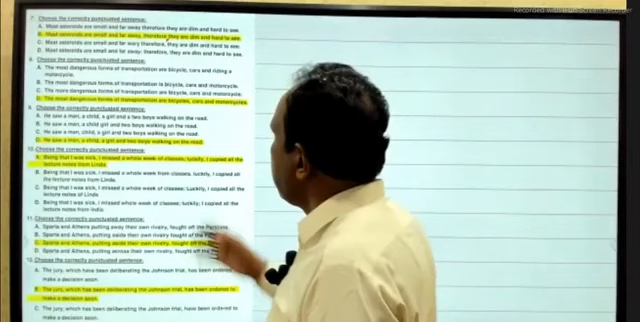 Recorded with iTop Screen Recorder
7. Choose the correctly punctuated sentence:
A. Most asteroids are small and far away therefore they are dim and hard to see.
B. Most asteroids are small and far away, therefore they are dim and hard to see.
C. Most asteroids are small and far away therefore, they are dim and hard to see.
D. Most asteroids are small and far away: therefore, they are dim and hard to see.
8. Choose the correctly punctuated sentence:
A. The most dangerous forms of transportation are bicycle, cars and riding a
motorcycle.
B. The most dangerous forms of transportation is bicycle, cars and motorcycle.
C. The more dangerous forms of transportation are bicycle, cars and motorcycle.
D. The most dangerous forms of transportation are bicycles, cars and motorcycles.
9. Choose the correctly punctuated sentence:
A. He saw a man, a child, a girl and two boys walking on the road.
B. He saw a man, a child girl and two boys walking on the road.
C. He saw a man, child, a girl and two boys walking on the road.
D. He saw a man, a child, a girl and two boys walking on the road.
10. Choose the correctly punctuated sentence:
A. Being that I was sick, I missed a whole week of classes; luckily, I copied all the
lecture notes from Linda.
B. Being that I was sick, I missed a whole week from classes, luckily, I copied all
the lecture notes from Linda.
C. Being that I was sick, I missed a whole week of classes: Luckily, I copied all the
lecture notes of Linda.
D. Being that I was sick, I missed whole week of classes; luckily; I copied all the
lecture notes from
11. Choose the correctly punctuated sentence:
A. Sparta and Athens putting away their own rivalry, fought off the Persians
B. Sparta and Athens, putting aside their own rivalry fought off the
C. Sparta and Athens, putting aside their own rivalry, fought off the
D. Sparta and Athens, putting across their own rivalry, fought off the
12. Choose the correctly punctuated sentence:
A. The jury, which have been deliberating the Johnson trial, has been ordered
make a decision soon.
B. The jury, which has been deliberating the Johnson trial, has been ordered to
make a decision soon.
C. The jury; which has been deliberating the Johnson trial, have been ordered to
make a decision soon.